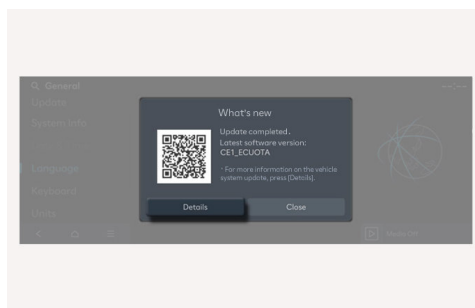 General
Update
System Info
Language
Keyboard
Units
What's new
Update completed.
Latest software version:
CE1_ECUOTA
- For more information on the vehicle
system update, press [Details].
Details
Close